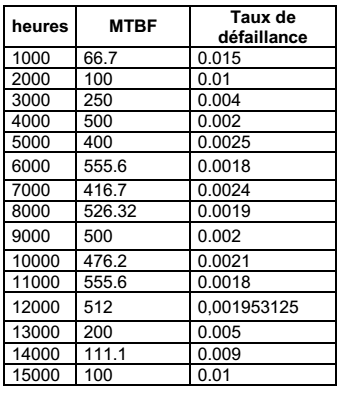 heures MTBF Taux de
défaillance
1000 66.7 0.015
2000 100 0.01
3000 250 0.004
4000 500 0.002
5000 400 0.0025
6000 555.6 0.0018
7000 416.7 0.0024
8000 526.32 0.0019
9000 500 0.002
10000 476.2 0.0021
11000 555.6 0.0018
12000 512 0,001953125
13000 200 0.005
14000 111.1 0.009
15000 100 0.01